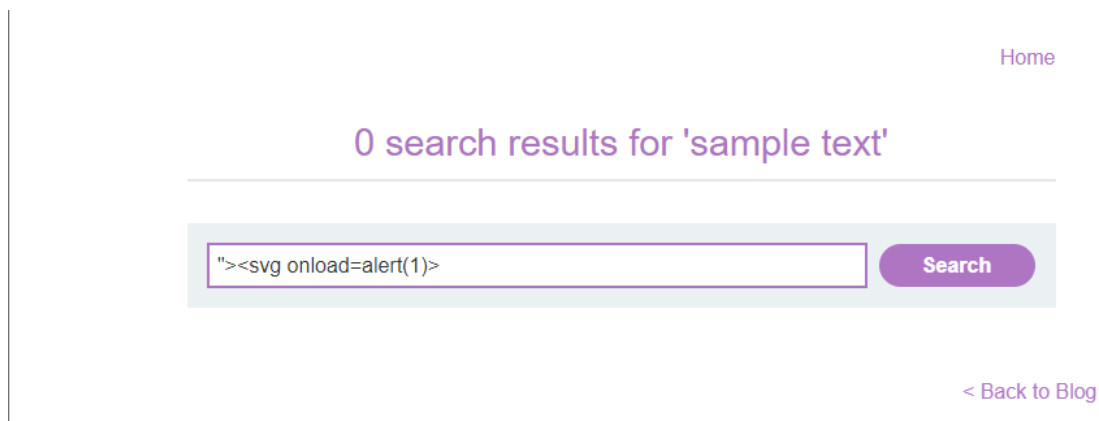 Home
0 search results for 'sample text'
"><svg onload=alert(1)>
Search
< Back to Blog